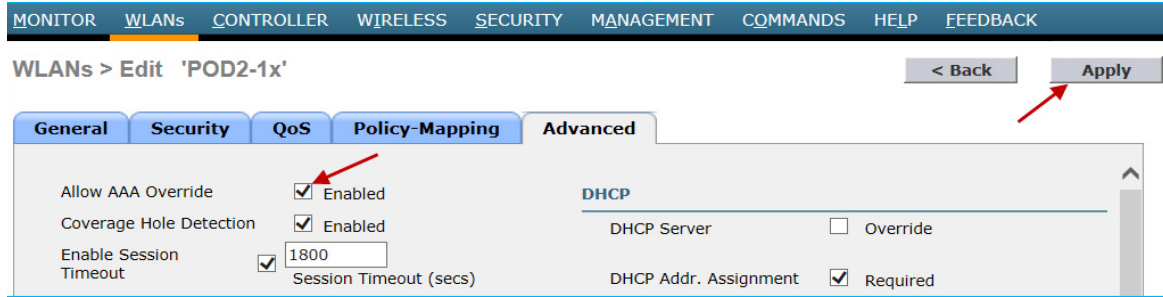 MONITOR WLANs CONTROLLER WIRELESS SECURITY MANAGEMENT COMMANDS HELP FEEDBACK
WLANs > Edit 'POD2-1x'
< Back Apply
General Security QoS Policy-Mapping Advanced
Allow AAA Override Enabled
Coverage Hole Detection Enabled
Enable Session Timeout
1800
Session Timeout (secs)
DHCP
DHCP Server Override
DHCP Addr. Assignment Required